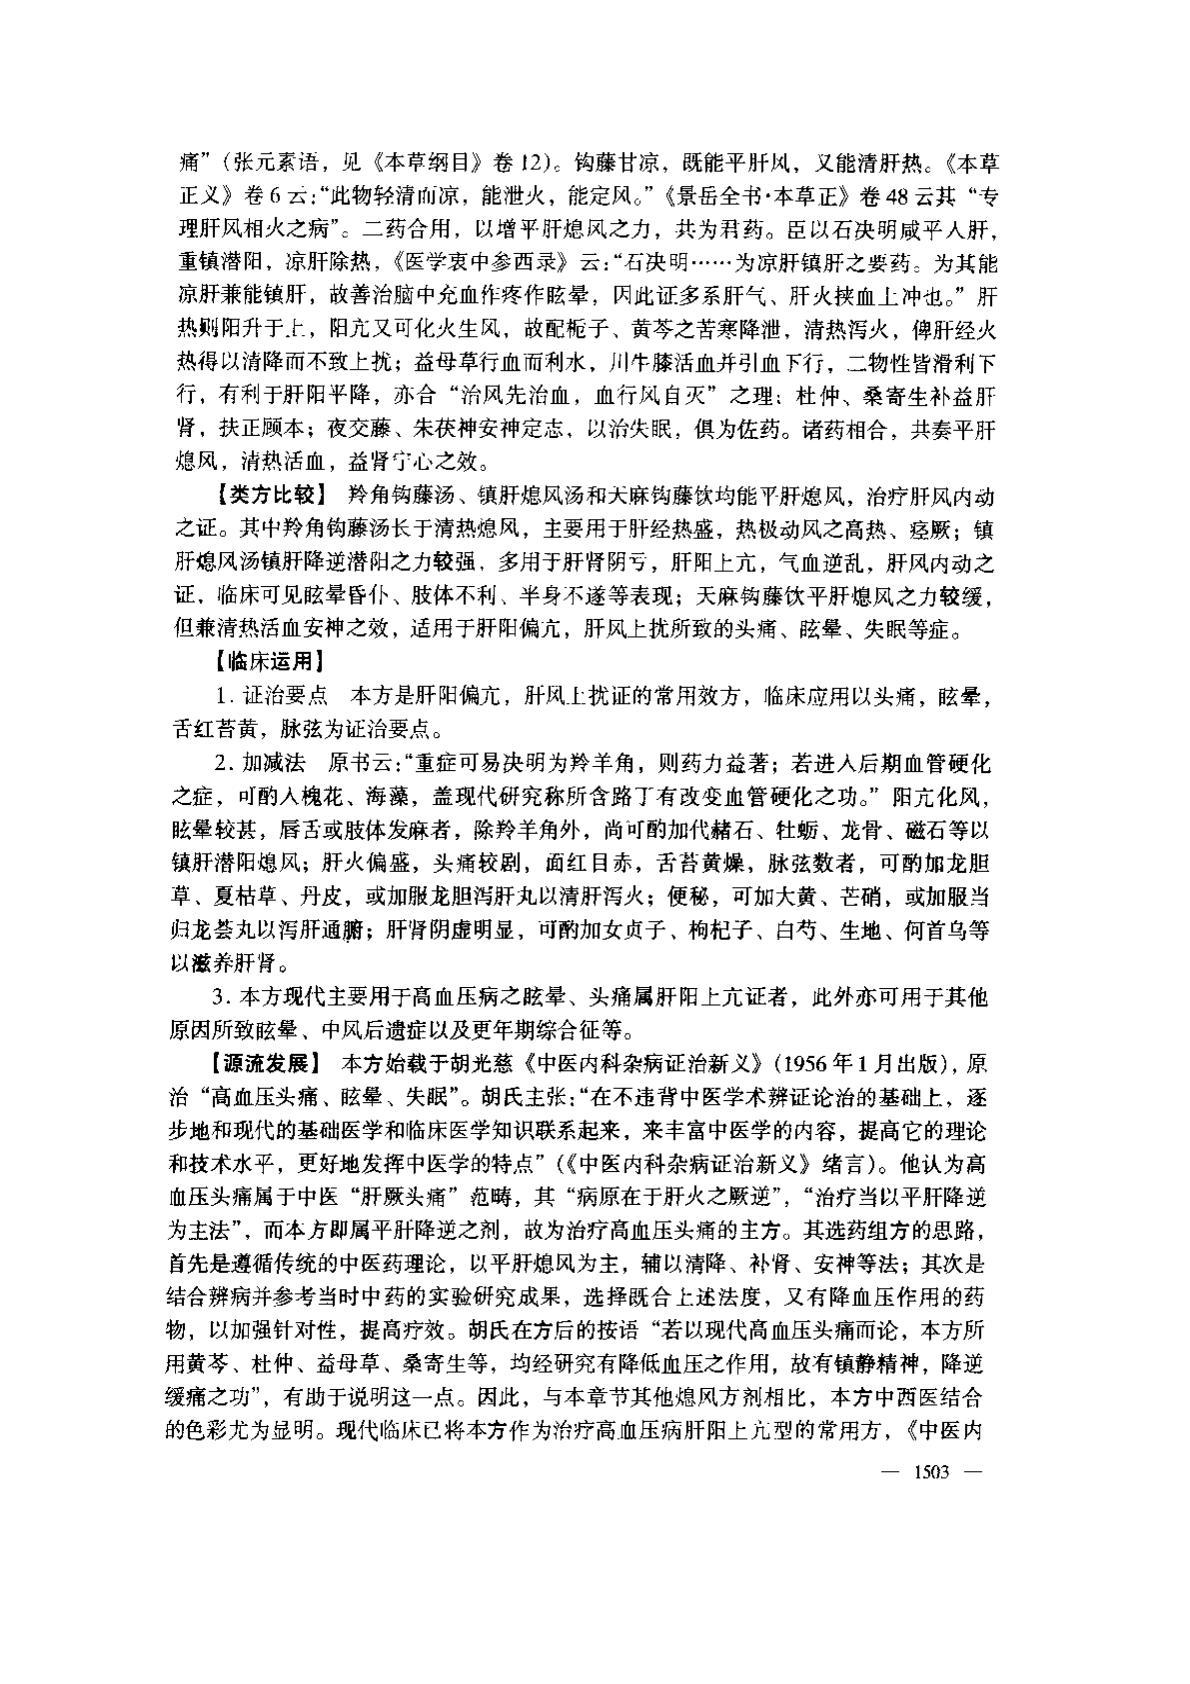 痛”（张元素语，见《本草纲目》卷 12）。钩藤甘凉，既能平肝风，又能清肝热。《本草
正义》卷 6 云：“此物轻清而凉，能泄火，能定风。”《景岳全书·本草正》卷 48 云其“专
理肝风相火之病”。二药合用，以增平肝熄风之力，共为君药。臣以石决明咸平入肝，
重镇潜阳，凉肝除热，《医学衷中参西录》云：“石决明……为凉肝镇肝之要药。为其能
凉肝兼能镇肝，故善治脑中充血作疼作眩晕，因此证多系肝气、肝火挟血上冲也。”肝
热则阳升于上，阳亢又可化火生风，故配栀子、黄芩之苦寒降泄，清热泻火，俾肝经火
热得以清降而不致上扰；益母草行血而利水，川牛膝活血并引血下行，二物性皆滑利下
行，有利于肝阳平降，亦合“治风先治血，血行风自灭”之理；杜仲、桑寄生补益肝
肾，扶正顾本；夜交藤、朱茯神安神定志，以治失眠，俱为佐药。诸药相合，共奏平肝
熄风，清热活血，益肾宁心之效。
【类方比较】 羚角钩藤汤、镇肝熄风汤和天麻钩藤饮均能平肝熄风，治疗肝风内动
之证。其中羚角钩藤汤长于清热熄风，主要用于肝经热盛，热极动风之高热、痉厥；镇
肝熄风汤镇肝降逆潜阳之力较强，多用于肝肾阴亏，肝阳上亢，气血逆乱，肝风内动之
证，临床可见眩晕昏仆、肢体不利、半身不遂等表现；天麻钩藤饮平肝熄风之力较缓，
但兼清热活血安神之效，适用于肝阳偏亢，肝风上扰所致的头痛、眩晕、失眠等症。
【临床运用】
1. 证治要点 本方是肝阳偏亢，肝风上扰证的常用效方，临床应用以头痛，眩晕，
舌红苔黄，脉弦为证治要点。
2. 加减法 原书云：“重症可易决明为羚羊角，则药力益著；若进入后期血管硬化
之症，可酌入槐花、海藻，盖现代研究称所含路丁有改变血管硬化之功。”阳亢化风，
眩晕较甚，唇舌或肢体发麻者，除羚羊角外，尚可酌加代赭石、牡蛎、龙骨、磁石等以
镇肝潜阳熄风；肝火偏盛，头痛较剧，面红目赤，舌苔黄燥，脉弦数者，可酌加龙胆
草、夏枯草、丹皮，或加服龙胆泻肝丸以清肝泻火；便秘，可加大黄、芒硝，或加服当
归龙荟丸以泻肝通腑；肝肾阴虚明显，可酌加女贞子、枸杞子、白芍、生地、何首乌等
以滋养肝肾。
3. 本方现代主要用于高血压病之眩晕、头痛属肝阳上亢证者，此外亦可用于其他
原因所致眩晕、中风后遗症以及更年期综合征等。
【源流发展】 本方始载于胡光慈《中医内科杂病证治新义》（1956 年 1 月出版），原
治“高血压头痛、眩晕、失眠”。胡氏主张：“在不违背中医学术辨证论治的基础上，逐
步地和现代的基础医学和临床医学知识联系起来，来丰富中医学的内容，提高它的理论
和技术水平，更好地发挥中医学的特点”（《中医内科杂病证治新义》绪言）。他认为高
血压头痛属于中医“肝厥头痛”范畴，其“病原在于肝火之厥逆”，“治疗当以平肝降逆
为主法”，而本方即属平肝降逆之剂，故为治疗高血压头痛的主方。其选药组方的思路，
首先是遵循传统的中医药理论，以平肝熄风为主，辅以清降、补肾、安神等法；其次是
结合辨病并参考当时中药的实验研究成果，选择既合上述法度，又有降血压作用的药
物，以加强针对性，提高疗效。胡氏在方后的按语“若以现代高血压头痛而论，本方所
用黄芩、杜仲、益母草、桑寄生等，均经研究有降低血压之作用，故有镇静精神，降逆
缓痛之功”，有助于说明这一点。因此，与本章节其他熄风方剂相比，本方中西医结合
的色彩尤为显明。现代临床已将本方作为治疗高血压病肝阳上亢型的常用方，《中医内
— 1503 —